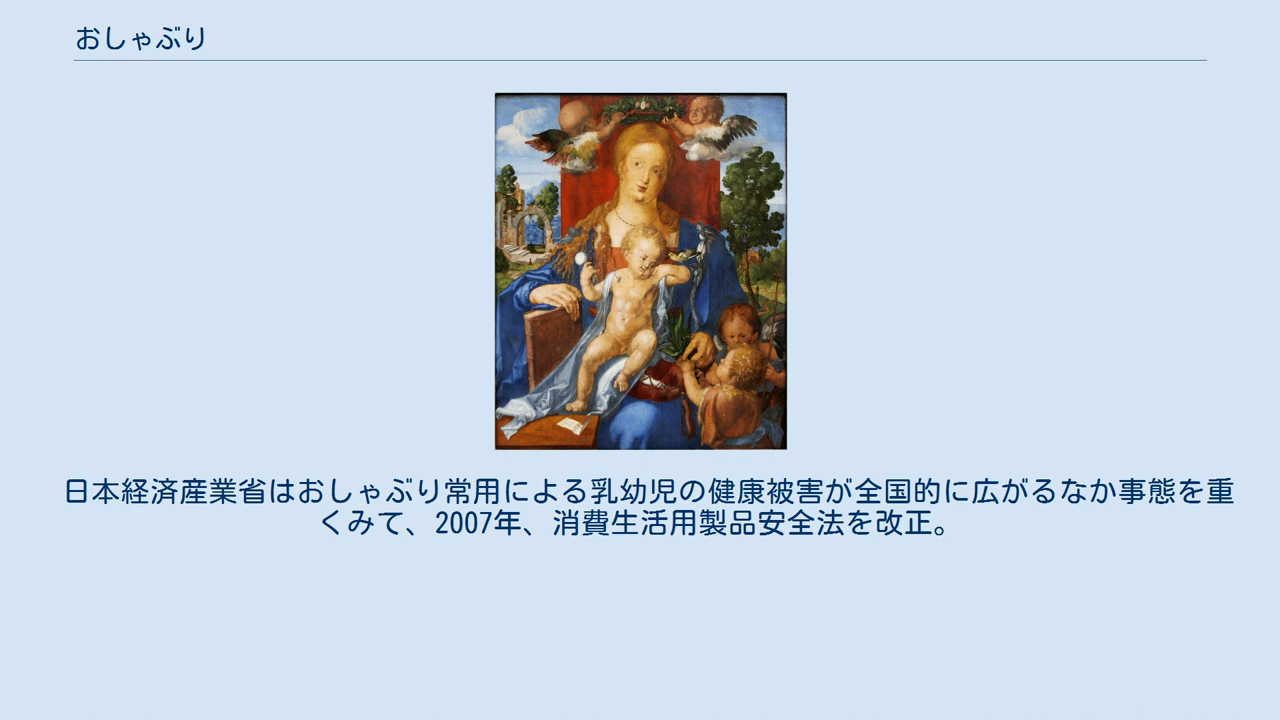 おしゃぶり
日本経済産業省はおしゃぶり常用による乳幼児の健康被害が全国的に広がるなか事態を重
くみて、2007年、消費生活用製品安全法を改正。